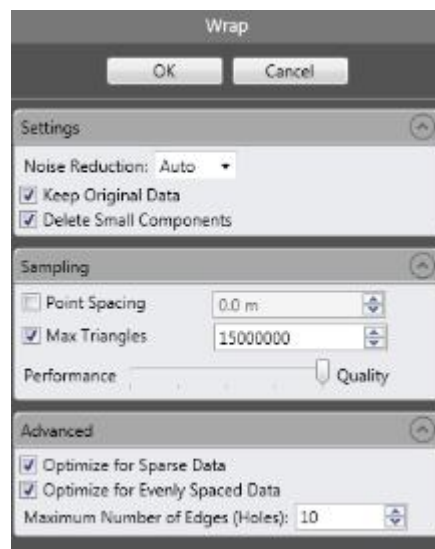 Wrap
OK Cancel
Settings
Noise Reduction: Auto
Keep Original Data
Delete Small Components
Sampling
Point Spacing 0.0 m
Max Triangles 15000000
Performance Quality
Advanced
Optimize for Sparse Data
Optimize for Evenly Spaced Data
Maximum Number of Edges (Holes): 10